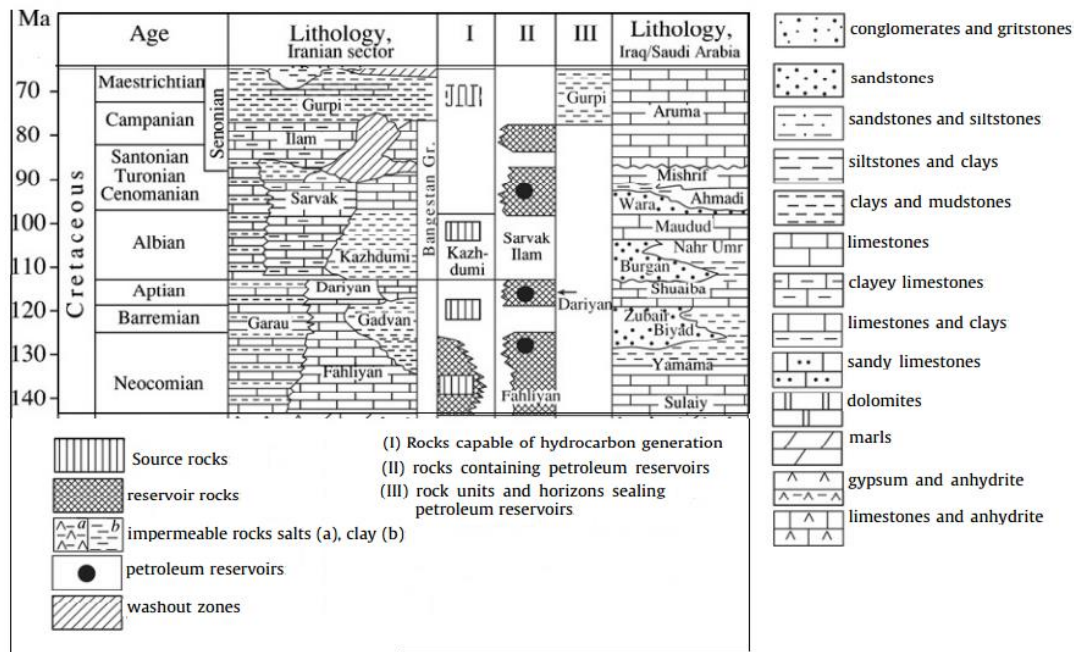 Ma
Age
Lithology,
Iranian sector
I
II
III
Lithology,
Iraq/Saudi Arabia
70
80
90
100
110
120
130
140
Cretaceous
Maestrichtian
Campanian
Santonian
Turonian
Cenomanian
Albian
Aptian
Barremian
Neocomian
Senonian
Gurpi
Ilam
Sarvak
Kazhdumi
Dariyan
Garau
Gadvan
Fahliyan
Bangestan Gr.
Kazh-
dumi
Sarvak
Ilam
Fahliyan
Gurpi
Dariyan
Aruma
Mishrif
Wara
Ahmadi
Maudud
Nahr Umr
Burgan
Shuaiba
Zubair
Biyad
Yamama
Sulaiy
Source rocks
reservoir rocks
a
b
impermeable rocks salts (a), clay (b)
petroleum reservoirs
washout zones
(I) Rocks capable of hydrocarbon generation
(II) rocks containing petroleum reservoirs
(III) rock units and horizons sealing
petroleum reservoirs
conglomerates and gritstones
sandstones
sandstones and siltstones
siltstones and clays
clays and mudstones
limestones
clayey limestones
limestones and clays
sandy limestones
dolomites
marls
gypsum and anhydrite
limestones and anhydrite